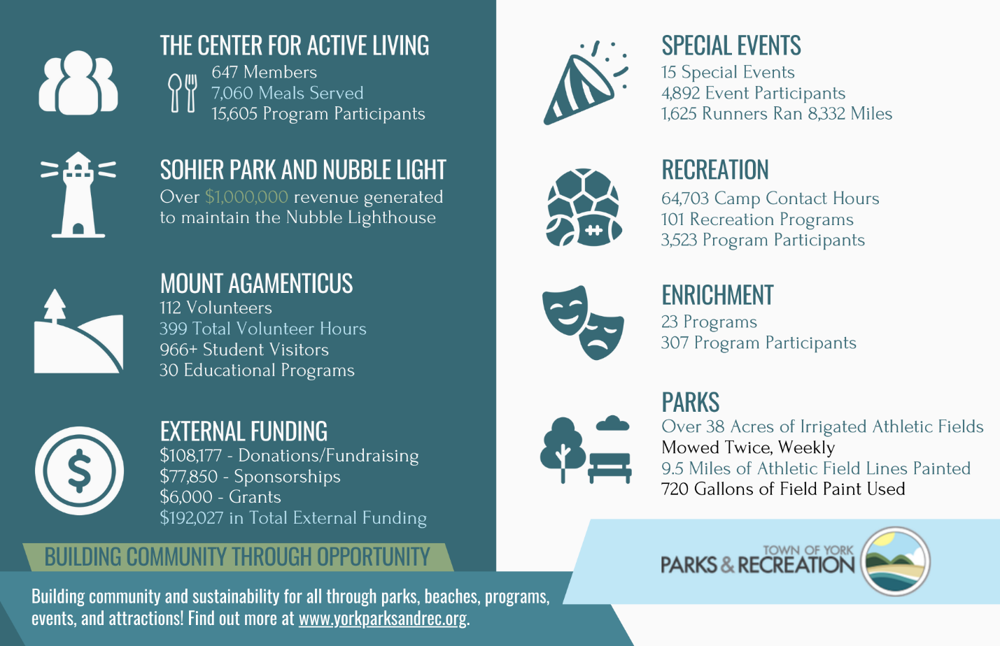 THE CENTER FOR ACTIVE LIVING
647 Members
7,060 Meals Served
15,605 Program Participants
SOHIER PARK AND NUBBLE LIGHT
Over $1,000,000 revenue generated
to maintain the Nubble Lighthouse
MOUNT AGAMENTICUS
112 Volunteers
399 Total Volunteer Hours
966+ Student Visitors
30 Educational Programs
EXTERNAL FUNDING
$108,177 - Donations/Fundraising
$77,850 - Sponsorships
$6,000 - Grants
$192,027 in Total External Funding
BUILDING COMMUNITY THROUGH OPPORTUNITY
Building community and sustainability for all through parks, beaches, programs,
events, and attractions! Find out more at www.yorkparksandrec.org.
SPECIAL EVENTS
15 Special Events
4,892 Event Participants
1,625 Runners Ran 8,332 Miles
RECREATION
64,703 Camp Contact Hours
101 Recreation Programs
3,523 Program Participants
ENRICHMENT
23 Programs
307 Program Participants
PARKS
Over 38 Acres of Irrigated Athletic Fields
Mowed Twice, Weekly
9.5 Miles of Athletic Field Lines Painted
720 Gallons of Field Paint Used
TOWN OF YORK
PARKS & RECREATION